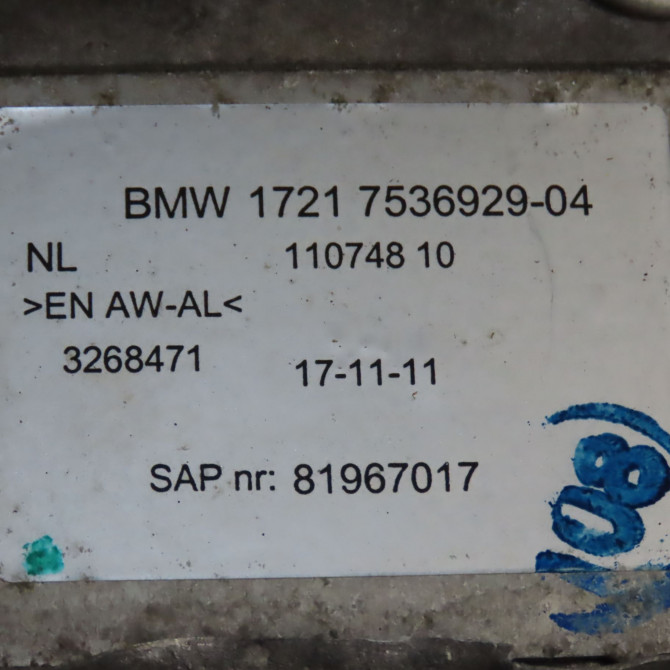 BMW 1721 7536929-04
NL 110748 10
>EN AW-AL<
3268471 17-11-11
SAP nr: 81967017